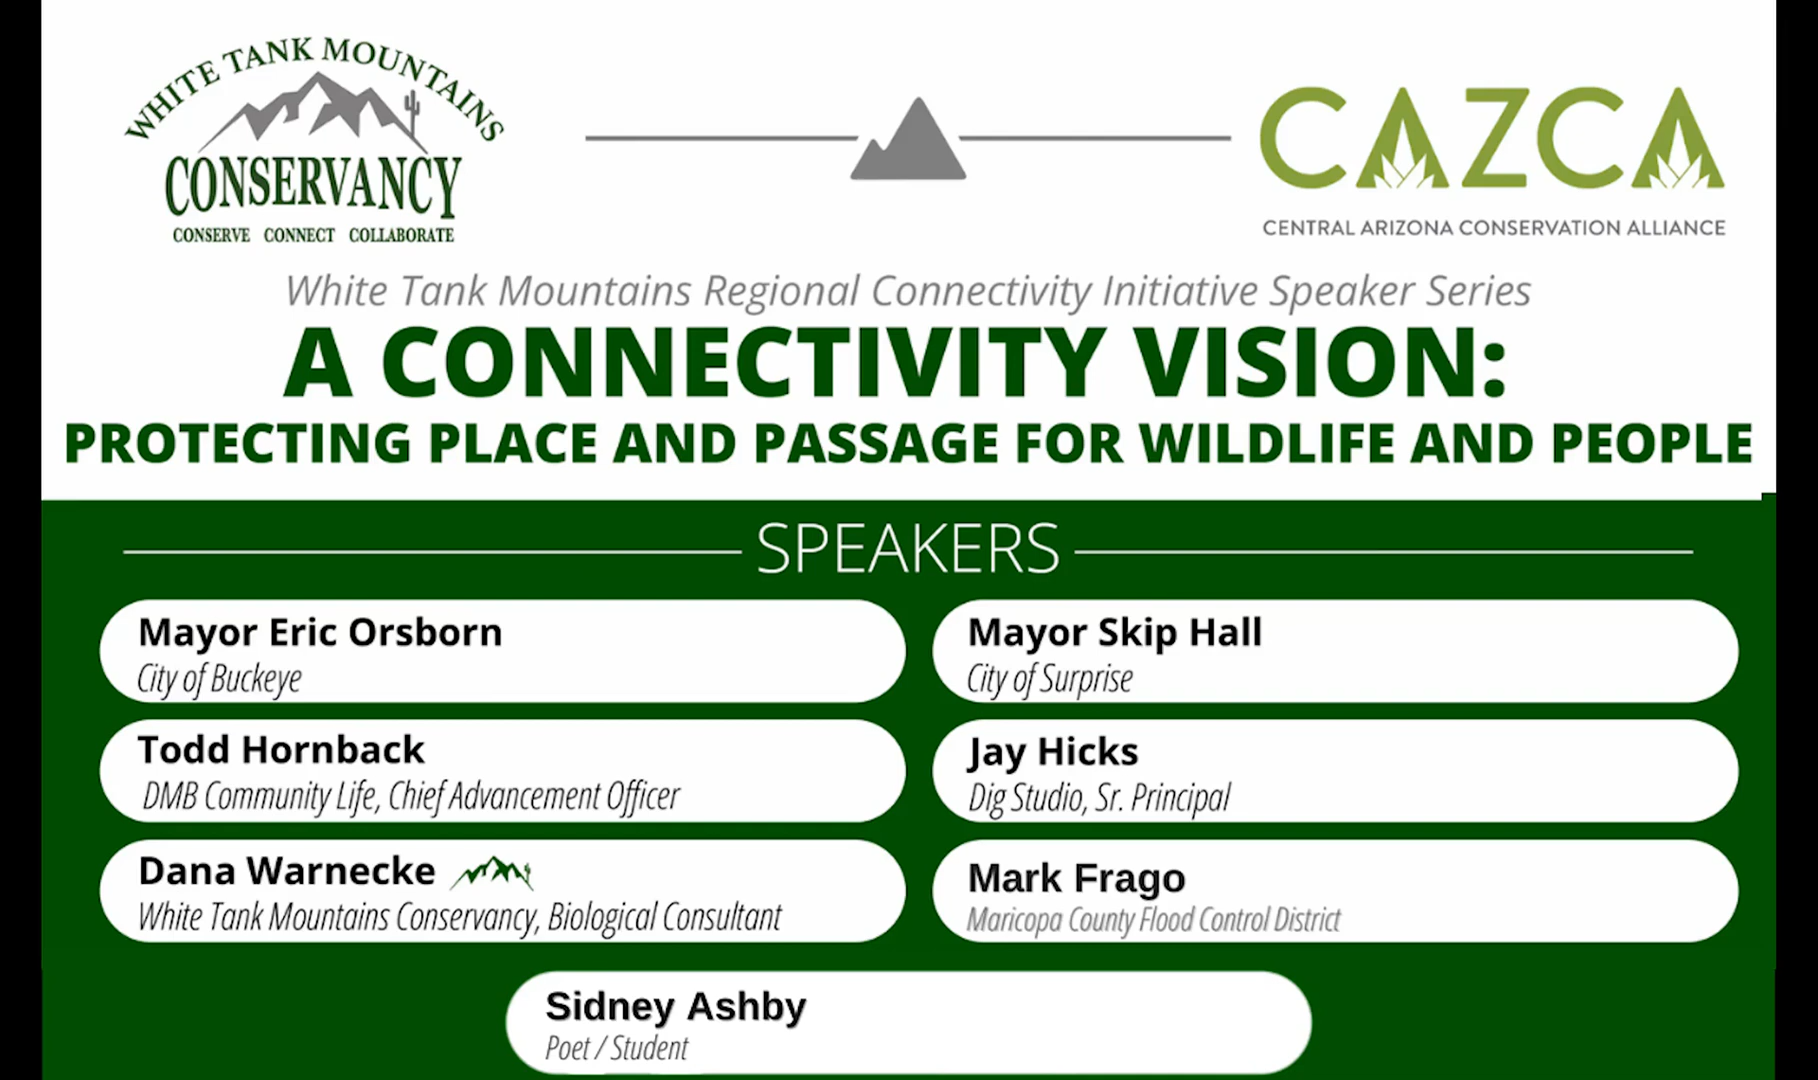 WHITE TANK MOUNTAINS
CONSERVANCY
CONSERVE CONNECT COLLABORATE
CAZCA
CENTRAL ARIZONA CONSERVATION ALLIANCE
White Tank Mountains Regional Connectivity Initiative Speaker Series
A CONNECTIVITY VISION:
PROTECTING PLACE AND PASSAGE FOR WILDLIFE AND PEOPLE
SPEAKERS
Mayor Eric Orsborn
City of Buckeye
Mayor Skip Hall
City of Surprise
Todd Hornback
DMB Community Life, Chief Advancement Officer
Jay Hicks
Dig Studio, Sr. Principal
Dana Warnecke
White Tank Mountains Conservancy, Biological Consultant
Mark Frago
Maricopa County Flood Control District
Sidney Ashby
Poet / Student